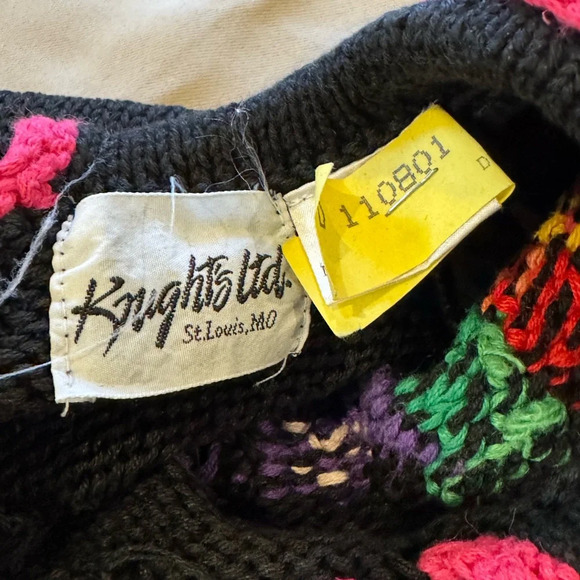 Knights Ltd.
St. Louis, MO
110801
D